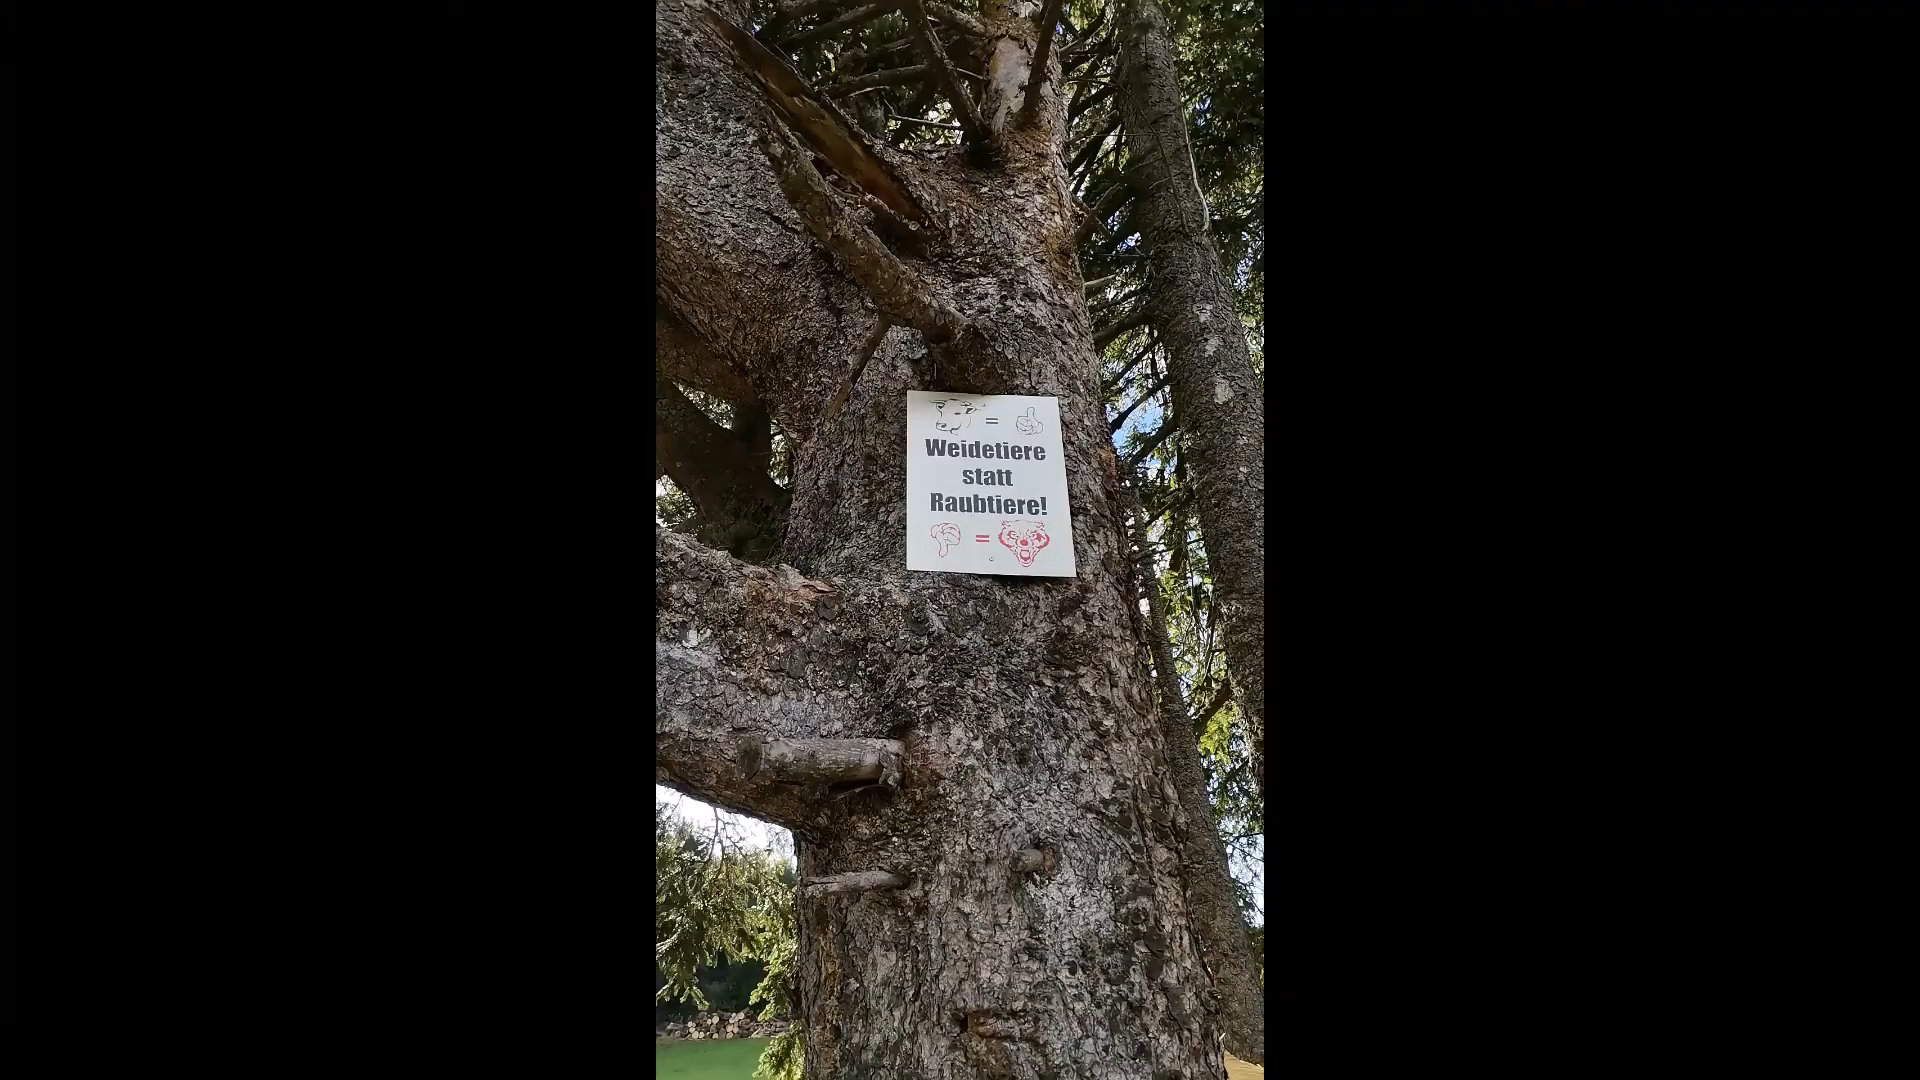 =
Weidetiere
statt
Raubtiere!
=